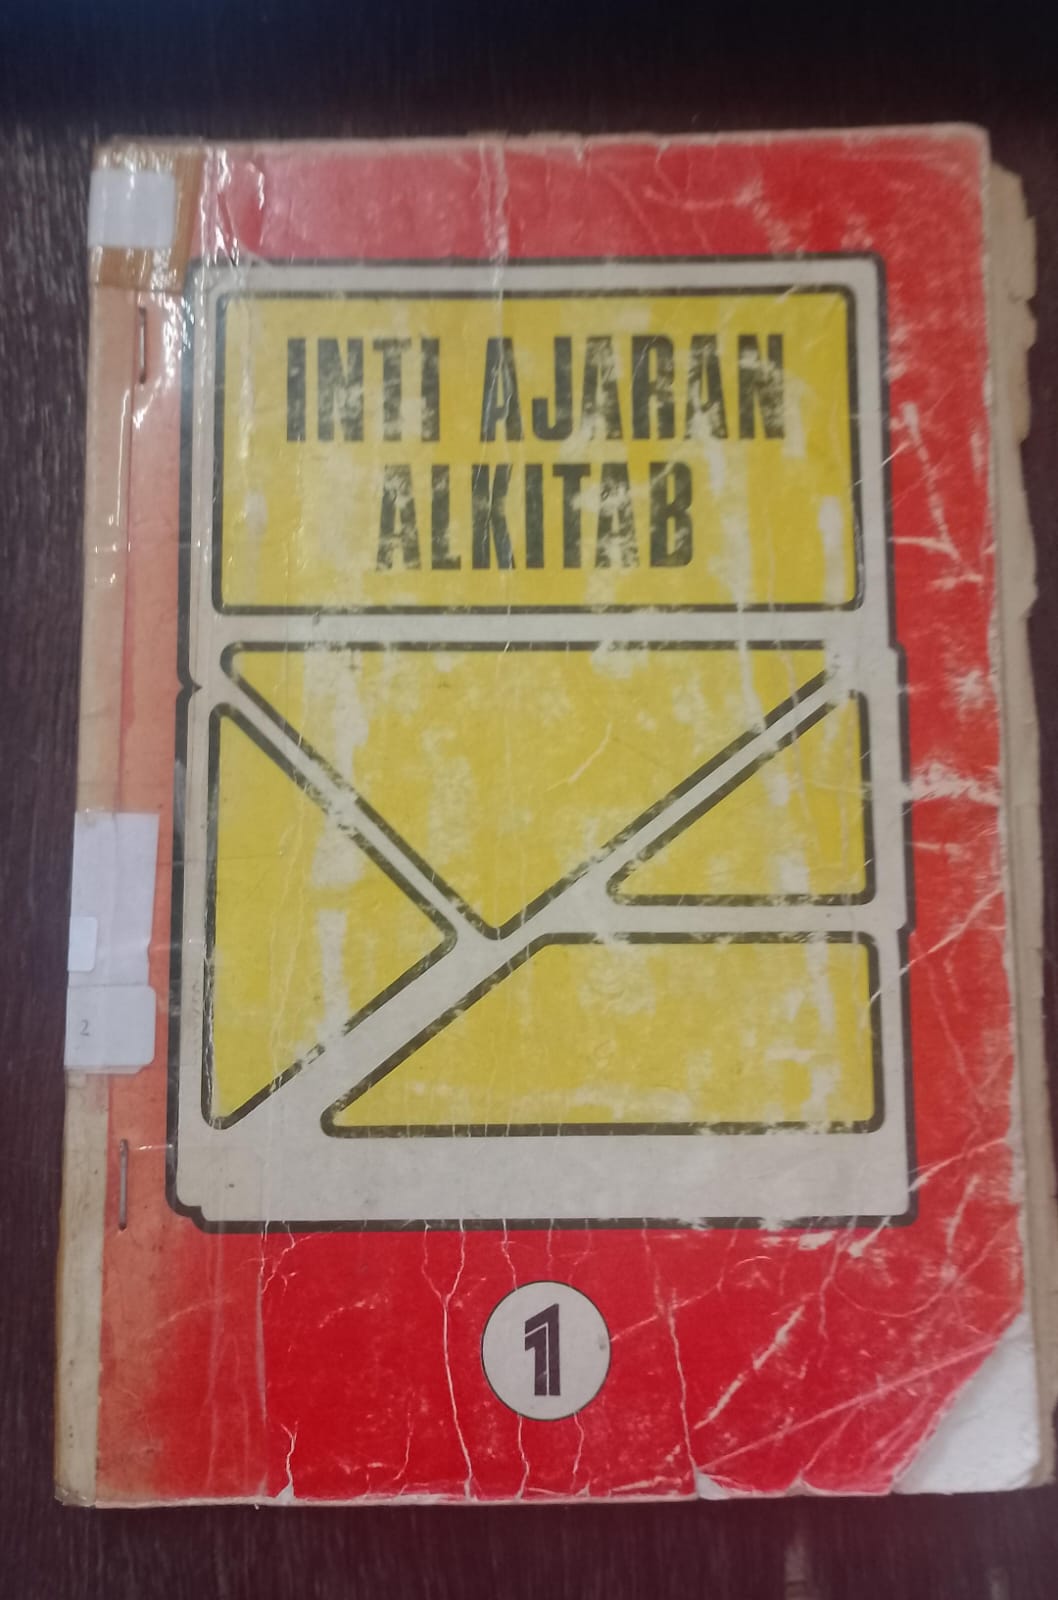 INTI AJARAN
ALKITAB
2
1